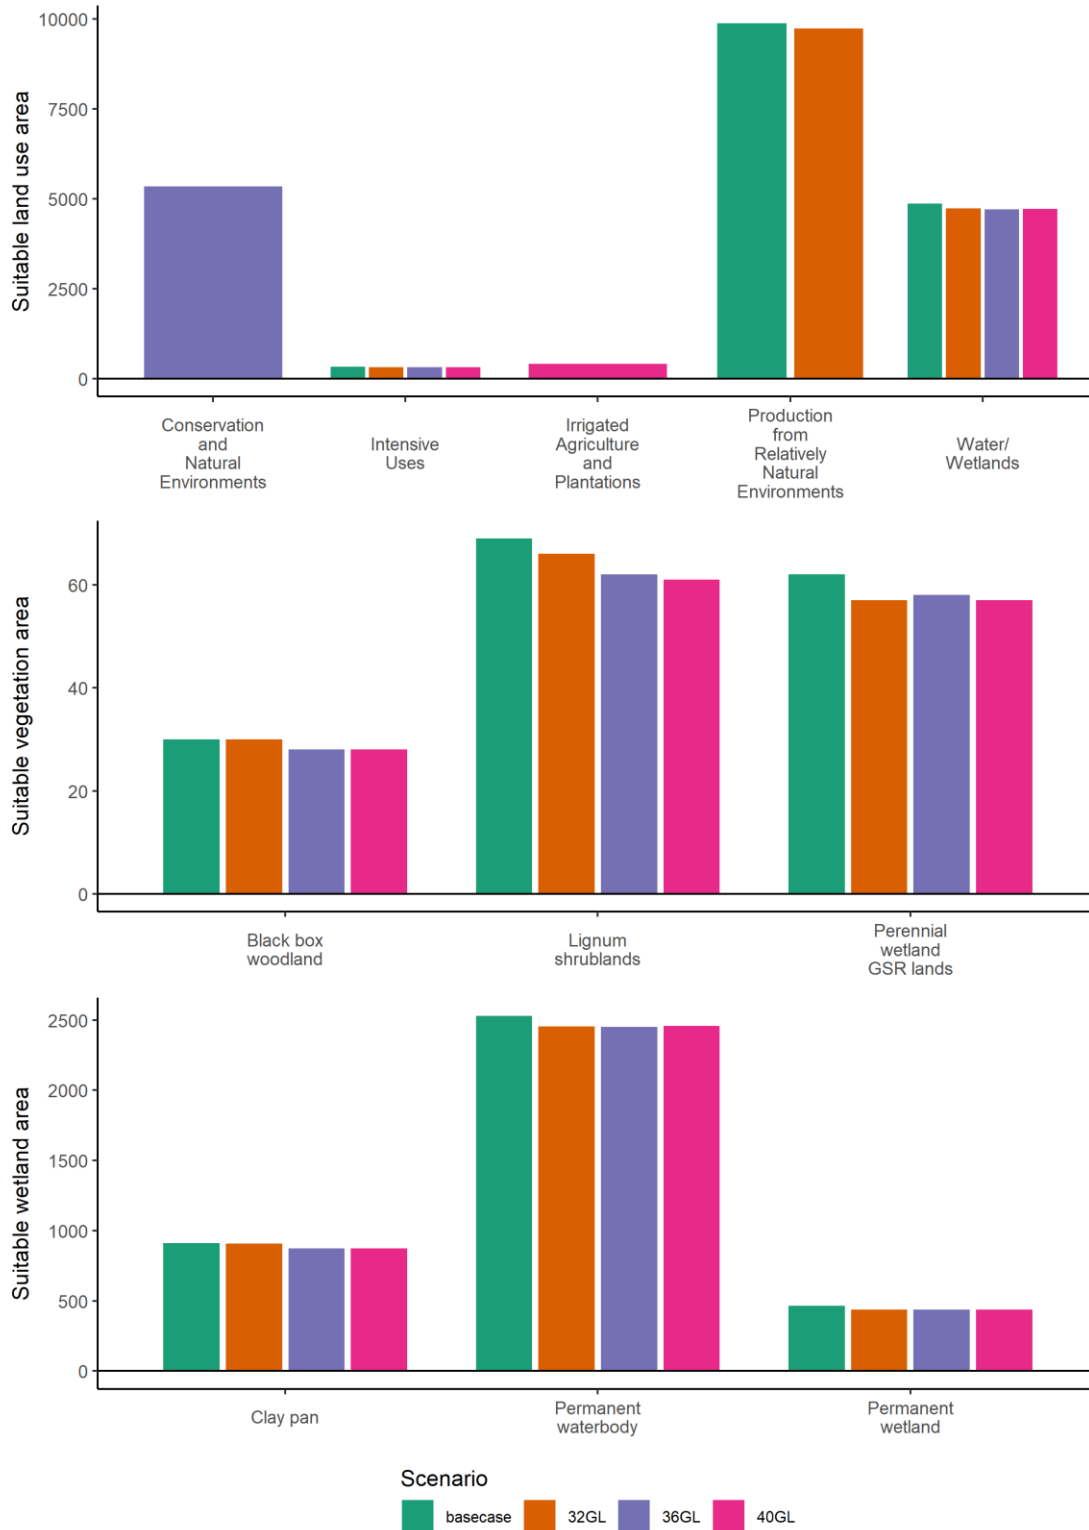 Suitable land use area
10000
7500
5000
2500
0
Conservation
and
Natural
Environments
Intensive
Uses
Irrigated
Agriculture
and
Plantations
Production
from
Relatively
Natural
Environments
Water/
Wetlands
Suitable vegetation area
60
40
20
0
Black box
woodland
Lignum
shrublands
Perennial
wetland
GSR lands
Suitable wetland area
2500
2000
1500
1000
500
0
Clay pan
Permanent
waterbody
Permanent
wetland
Scenario
basecase 32GL 36GL 40GL